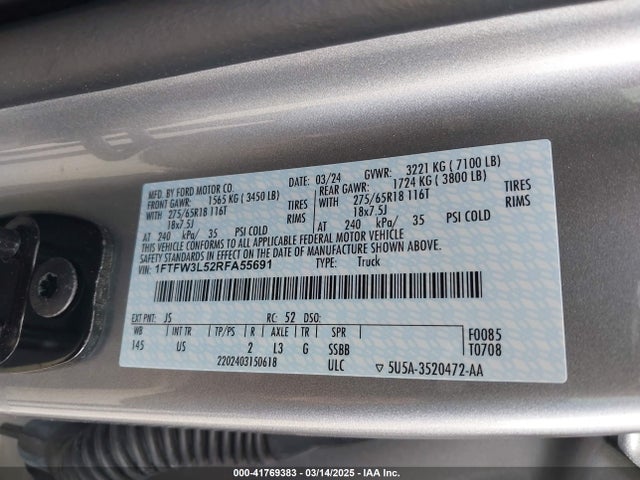 MFD. BY FORD MOTOR CO.
DATE: 03/24 GVWR: 3221 KG ( 7100 LB)
FRONT GAWR: 1565 KG ( 3450 LB) REAR GAWR: 1724 KG ( 3800 LB)
WITH 275/65R18 116T TIRES WITH 275/65R18 116T TIRES
18x7.5J RIMS 18x7.5J RIMS
AT 240 kPa/ 35 PSI COLD AT 240 kPa/ 35 PSI COLD
THIS VEHICLE CONFORMS TO ALL APPLICABLE FEDERAL MOTOR VEHICLE
SAFETY AND THEFT PREVENTION STANDARDS IN EFFECT ON THE DATE OF MANUFACTURE SHOWN ABOVE.
VIN: 1FTFW3L52RFA55691 TYPE: Truck
EXT PNT: JS RC: 52 DSO:
WB INT TR TP/PS R AXLE TR SPR F0085
145 US 2 L3 G SSBB T0708
2202403150618 ULC ▽ 5U5A-3520472-AA
000-41769383 / 03/14/2025 / IAA Inc.